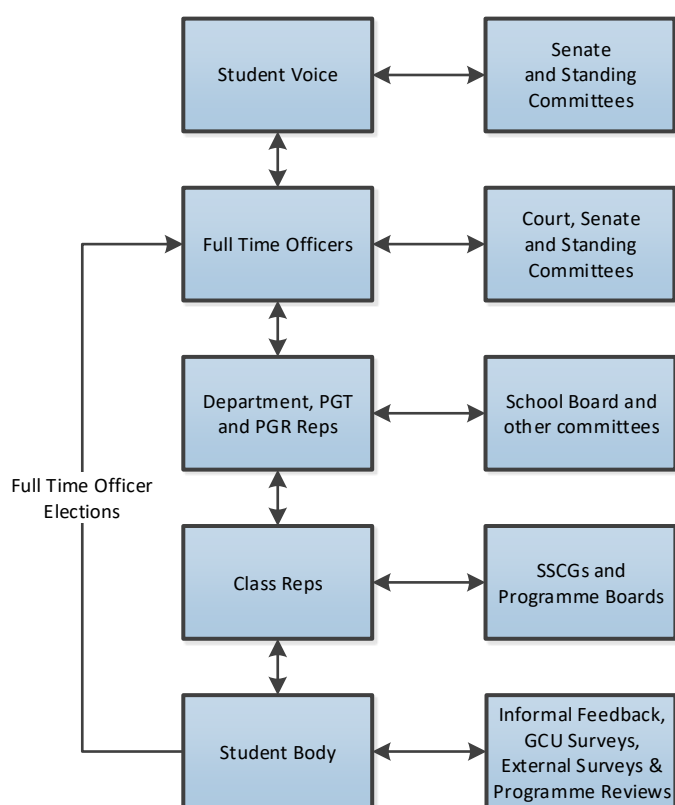 Student Voice
Senate
and Standing
Committees
Full Time Officers
Court, Senate
and Standing
Committees
Department, PGT
and PGR Reps
School Board and
other committees
Full Time Officer
Elections
Class Reps
SSCGs and
Programme Boards
Student Body
Informal Feedback,
GCU Surveys,
External Surveys &
Programme Reviews